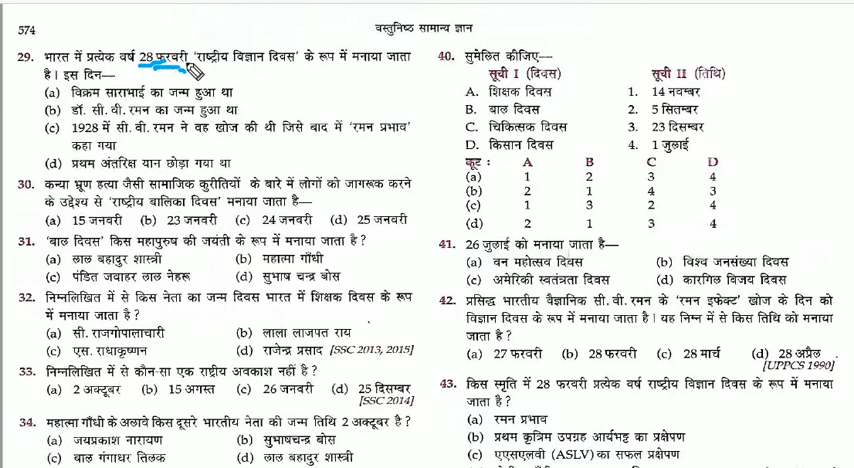 574
वस्तुनिष्ठ सामान्य ज्ञान
29. भारत में प्रत्येक वर्ष 28 फरवरी 'राष्ट्रीय विज्ञान दिवस' के रूप में मनाया जाता
है। इस दिन—
(a) विक्रम साराभाई का जन्म हुआ था
(b) डॉ. सी. वी. रमन का जन्म हुआ था
(c) 1928 में सी. वी. रमन ने वह खोज की थी जिसे बाद में 'रमन प्रभाव'
कहा गया
(d) प्रथम अंतरिक्ष यान छोड़ा गया था
30. कन्या भ्रूण हत्या जैसी सामाजिक कुरीतियों के बारे में लोगों को जागरूक करने
के उद्देश्य से 'राष्ट्रीय बालिका दिवस' मनाया जाता है—
(a) 15 जनवरी (b) 23 जनवरी (c) 24 जनवरी (d) 25 जनवरी
31. 'बाल दिवस' किस महापुरुष की जयंती के रूप में मनाया जाता है?
(a) लाल बहादुर शास्त्री (b) महात्मा गाँधी
(c) पंडित जवाहर लाल नेहरू (d) सुभाष चन्द्र बोस
32. निम्नलिखित में से किस नेता का जन्म दिवस भारत में शिक्षक दिवस के रूप
में मनाया जाता है?
(a) सी. राजगोपालाचारी (b) लाला लाजपत राय
(c) एस. राधाकृष्णन (d) राजेन्द्र प्रसाद [SSC 2013, 2015]
33. निम्नलिखित में से कौन-सा एक राष्ट्रीय अवकाश नहीं है?
(a) 2 अक्टूबर (b) 15 अगस्त (c) 26 जनवरी (d) 25 दिसम्बर
[SSC 2014]
34. महात्मा गाँधी के अलावे किस दूसरे भारतीय नेता की जन्म तिथि 2 अक्टूबर है?
(a) जयप्रकाश नारायण (b) सुभाषचन्द्र बोस
(c) बाल गंगाधर तिलक (d) लाल बहादुर शास्त्री
40. सुमेलित कीजिए—
सूची I (दिवस) सूची II (तिथि)
A. शिक्षक दिवस 1. 14 नवम्बर
B. बाल दिवस 2. 5 सितम्बर
C. चिकित्सक दिवस 3. 23 दिसम्बर
D. किसान दिवस 4. 1 जुलाई
कूट : A B C D
(a) 1 2 3 4
(b) 2 1 4 3
(c) 1 3 2 4
(d) 2 1 3 4
41. 26 जुलाई को मनाया जाता है—
(a) वन महोत्सव दिवस (b) विश्व जनसंख्या दिवस
(c) अमेरिकी स्वतंत्रता दिवस (d) कारगिल विजय दिवस
42. प्रसिद्ध भारतीय वैज्ञानिक सी. वी. रमन के 'रमन इफेक्ट' खोज के दिन को
विज्ञान दिवस के रूप में मनाया जाता है। यह निम्न में से किस तिथि को मनाया
जाता है?
(a) 27 फरवरी (b) 28 फरवरी (c) 28 मार्च (d) 28 अप्रैल
[UPPCS 1990]
43. किस स्मृति में 28 फरवरी प्रत्येक वर्ष राष्ट्रीय विज्ञान दिवस के रूप में मनाया
जाता है?
(a) रमन प्रभाव
(b) प्रथम कृत्रिम उपग्रह आर्यभट्ट का प्रक्षेपण
(c) एएसएलवी (ASLV) का सफल प्रक्षेपण